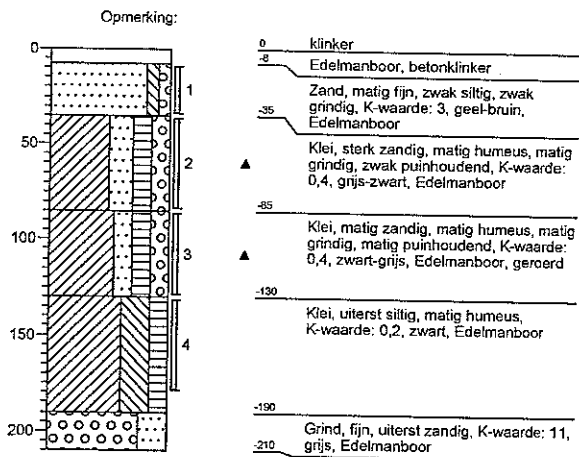 Opmerking:
0
50
100
150
200
1
2
3
4
0 klinker
-8 Edelmanboor, betonklinker
Zand, matig fijn, zwak siltig, zwak
grindig, K-waarde: 3, geel-bruin,
-35 Edelmanboor
Klei, sterk zandig, matig humeus, matig
grindig, zwak puinhoudend, K-waarde:
0,4, grijs-zwart, Edelmanboor
-85
Klei, matig zandig, matig humeus, matig
grindig, matig puinhoudend, K-waarde:
0,4, zwart-grijs, Edelmanboor, geroerd
-130
Klei, uiterst siltig, matig humeus,
K-waarde: 0,2, zwart, Edelmanboor
-190
Grind, fijn, uiterst zandig, K-waarde: 11,
-210 grijs, Edelmanboor